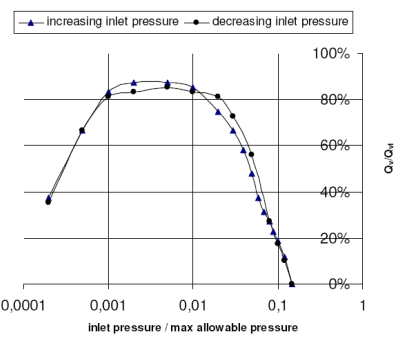 increasing inlet pressure decreasing inlet pressure
100%
80%
60%
40%
20%
0%
Qv/Qvt
0,0001 0,001 0,01 0,1 1
inlet pressure / max allowable pressure